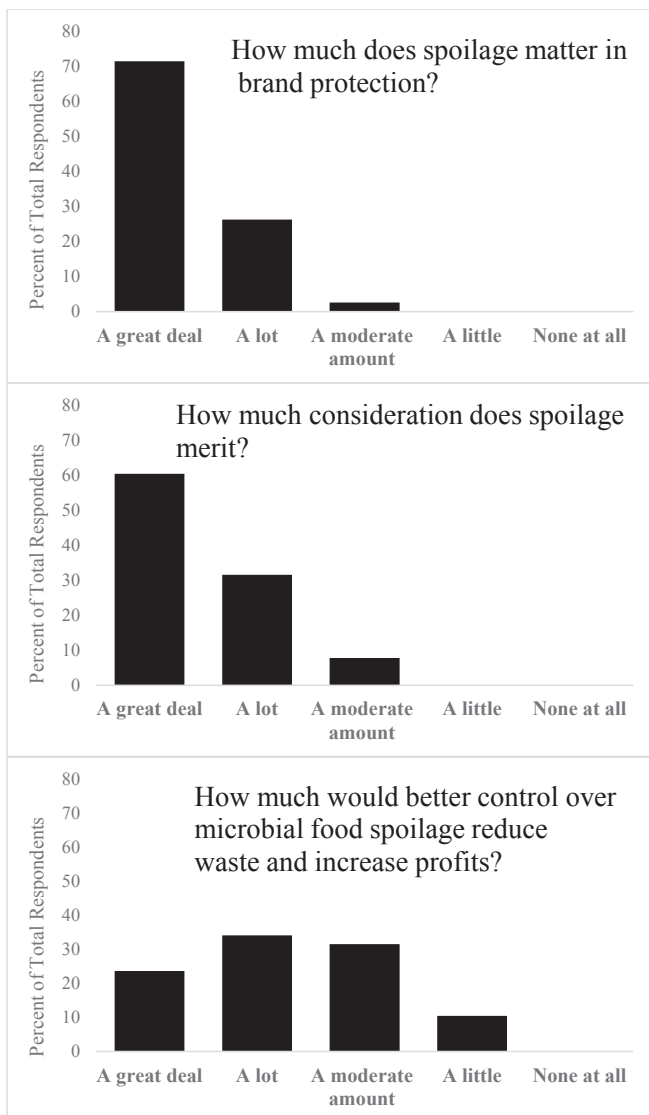 How much does spoilage matter in
brand protection?
Percent of Total Respondents
80
70
60
50
40
30
20
10
0
A great deal
A lot
A moderate
amount
A little
None at all
How much consideration does spoilage
merit?
Percent of Total Respondents
80
70
60
50
40
30
20
10
0
A great deal
A lot
A moderate
amount
A little
None at all
How much would better control over
microbial food spoilage reduce
waste and increase profits?
Percent of Total Respondents
80
70
60
50
40
30
20
10
0
A great deal
A lot
A moderate
amount
A little
None at all